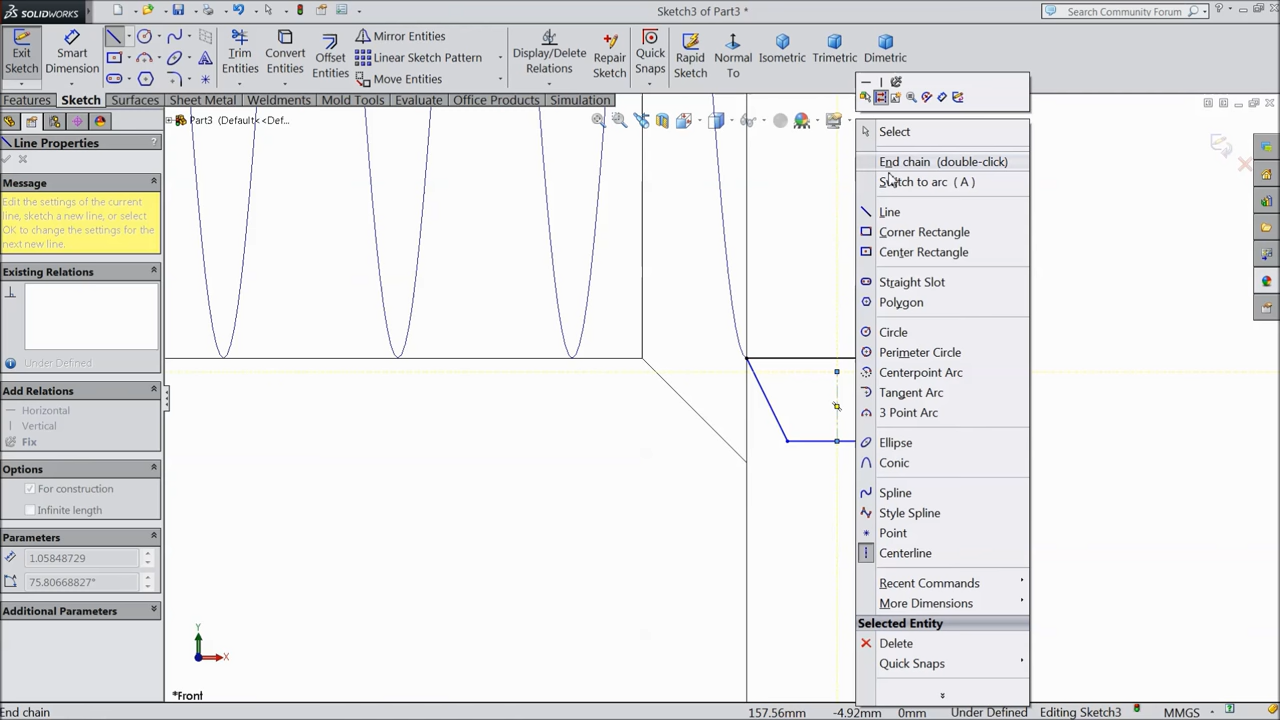 SOLIDWORKS
Sketch3 of Part3 *
Search Community Forum
Exit Sketch
Smart Dimension
Trim Entities
Convert Entities
Offset Entities
Mirror Entities
Linear Sketch Pattern
Move Entities
Display/Delete Relations
Repair Sketch
Quick Snaps
Rapid Sketch
Normal To
Isometric
Trimetric
Dimetric
Features
Sketch
Surfaces
Sheet Metal
Weldments
Mold Tools
Evaluate
Office Products
Simulation
Part3 (Default<<Def...
Line Properties
Message
Edit the settings of the current
line, sketch a new line, or select
OK to change the settings for the
next new line.
Existing Relations
Under Defined
Add Relations
Horizontal
Vertical
Fix
Options
For construction
Infinite length
Parameters
1.05848729
75.80668827°
Additional Parameters
Select
End chain (double-click)
Switch to arc ( A )
Line
Corner Rectangle
Center Rectangle
Straight Slot
Polygon
Circle
Perimeter Circle
Centerpoint Arc
Tangent Arc
3 Point Arc
Ellipse
Conic
Spline
Style Spline
Point
Centerline
Recent Commands
More Dimensions
Selected Entity
Delete
Quick Snaps
Y
X
*Front
End chain
157.56mm
-4.92mm
0mm
Under Defined
Editing Sketch3
MMGS